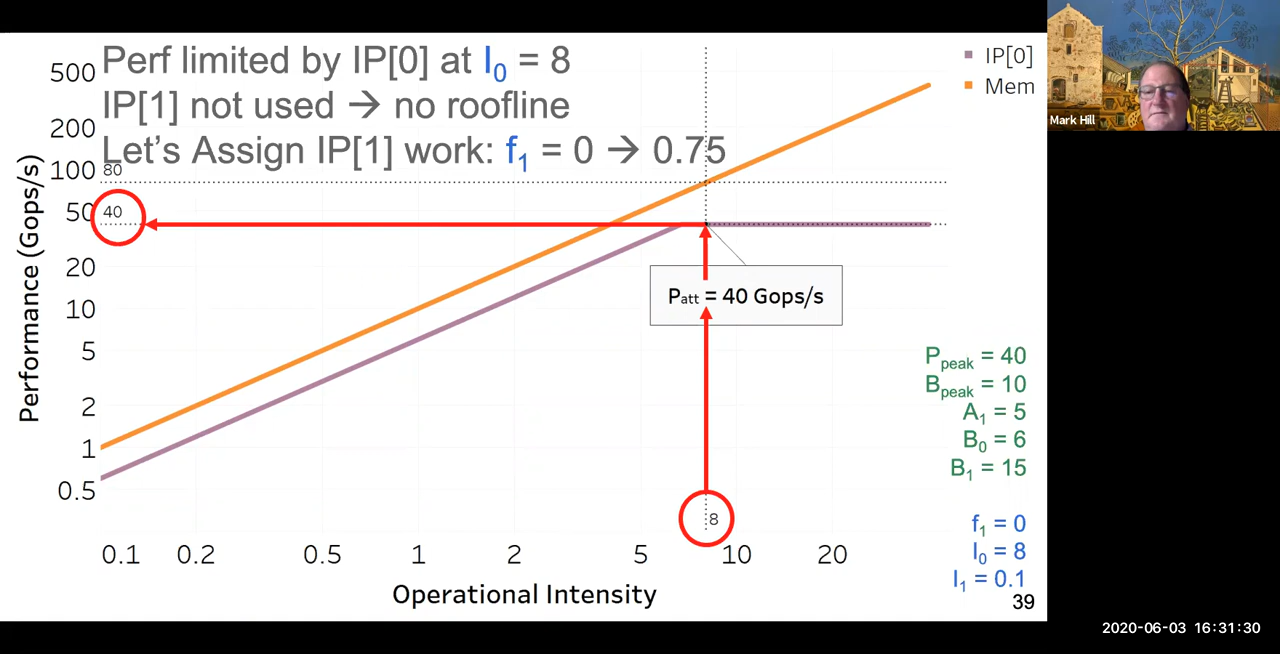 Perf limited by IP[0] at I0 = 8
IP[1] not used → no roofline
Let's Assign IP[1] work: f1 = 0 → 0.75
IP[0]
Mem
Mark Hill
Performance (Gops/s)
500
200
100
50
20
10
5
2
1
0.5
80
40
Patt = 40 Gops/s
8
0.1 0.2 0.5 1 2 5 10 20
Operational Intensity
Ppeak = 40
Bpeak = 10
A1 = 5
B0 = 6
B1 = 15
f1 = 0
I0 = 8
I1 = 0.1
39
2020-06-03 16:31:30